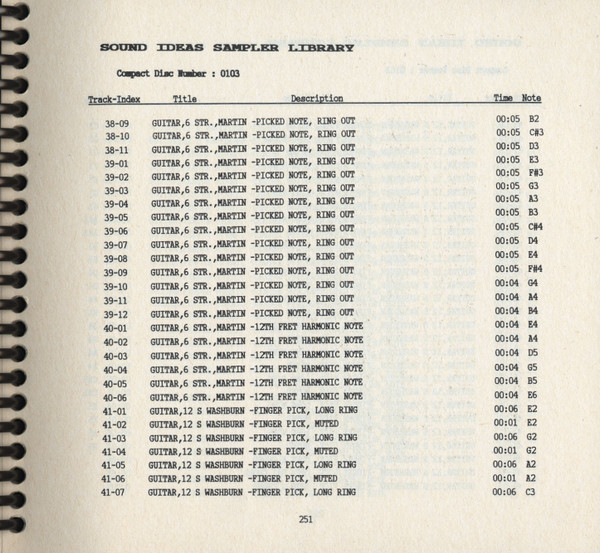 SOUND IDEAS SAMPLER LIBRARY
Compact Disc Number : 0103
Track-Index Title Description Time Note
38-09 GUITAR,6 STR.,MARTIN -PICKED NOTE, RING OUT 00:05 B2
38-10 GUITAR,6 STR.,MARTIN -PICKED NOTE, RING OUT 00:05 C#3
38-11 GUITAR,6 STR.,MARTIN -PICKED NOTE, RING OUT 00:05 D3
39-01 GUITAR,6 STR.,MARTIN -PICKED NOTE, RING OUT 00:05 E3
39-02 GUITAR,6 STR.,MARTIN -PICKED NOTE, RING OUT 00:05 F#3
39-03 GUITAR,6 STR.,MARTIN -PICKED NOTE, RING OUT 00:05 G3
39-04 GUITAR,6 STR.,MARTIN -PICKED NOTE, RING OUT 00:05 A3
39-05 GUITAR,6 STR.,MARTIN -PICKED NOTE, RING OUT 00:05 B3
39-06 GUITAR,6 STR.,MARTIN -PICKED NOTE, RING OUT 00:05 C#4
39-07 GUITAR,6 STR.,MARTIN -PICKED NOTE, RING OUT 00:05 D4
39-08 GUITAR,6 STR.,MARTIN -PICKED NOTE, RING OUT 00:05 E4
39-09 GUITAR,6 STR.,MARTIN -PICKED NOTE, RING OUT 00:05 F#4
39-10 GUITAR,6 STR.,MARTIN -PICKED NOTE, RING OUT 00:04 G4
39-11 GUITAR,6 STR.,MARTIN -PICKED NOTE, RING OUT 00:04 A4
39-12 GUITAR,6 STR.,MARTIN -PICKED NOTE, RING OUT 00:04 B4
40-01 GUITAR,6 STR.,MARTIN -12TH FRET HARMONIC NOTE 00:04 E4
40-02 GUITAR,6 STR.,MARTIN -12TH FRET HARMONIC NOTE 00:04 A4
40-03 GUITAR,6 STR.,MARTIN -12TH FRET HARMONIC NOTE 00:04 D5
40-04 GUITAR,6 STR.,MARTIN -12TH FRET HARMONIC NOTE 00:04 G5
40-05 GUITAR,6 STR.,MARTIN -12TH FRET HARMONIC NOTE 00:04 B5
40-06 GUITAR,6 STR.,MARTIN -12TH FRET HARMONIC NOTE 00:04 E6
41-01 GUITAR,12 S WASHBURN -FINGER PICK, LONG RING 00:06 E2
41-02 GUITAR,12 S WASHBURN -FINGER PICK, MUTED 00:01 E2
41-03 GUITAR,12 S WASHBURN -FINGER PICK, LONG RING 00:06 G2
41-04 GUITAR,12 S WASHBURN -FINGER PICK, MUTED 00:01 G2
41-05 GUITAR,12 S WASHBURN -FINGER PICK, LONG RING 00:06 A2
41-06 GUITAR,12 S WASHBURN -FINGER PICK, MUTED 00:01 A2
41-07 GUITAR,12 S WASHBURN -FINGER PICK, LONG RING 00:06 C3
251